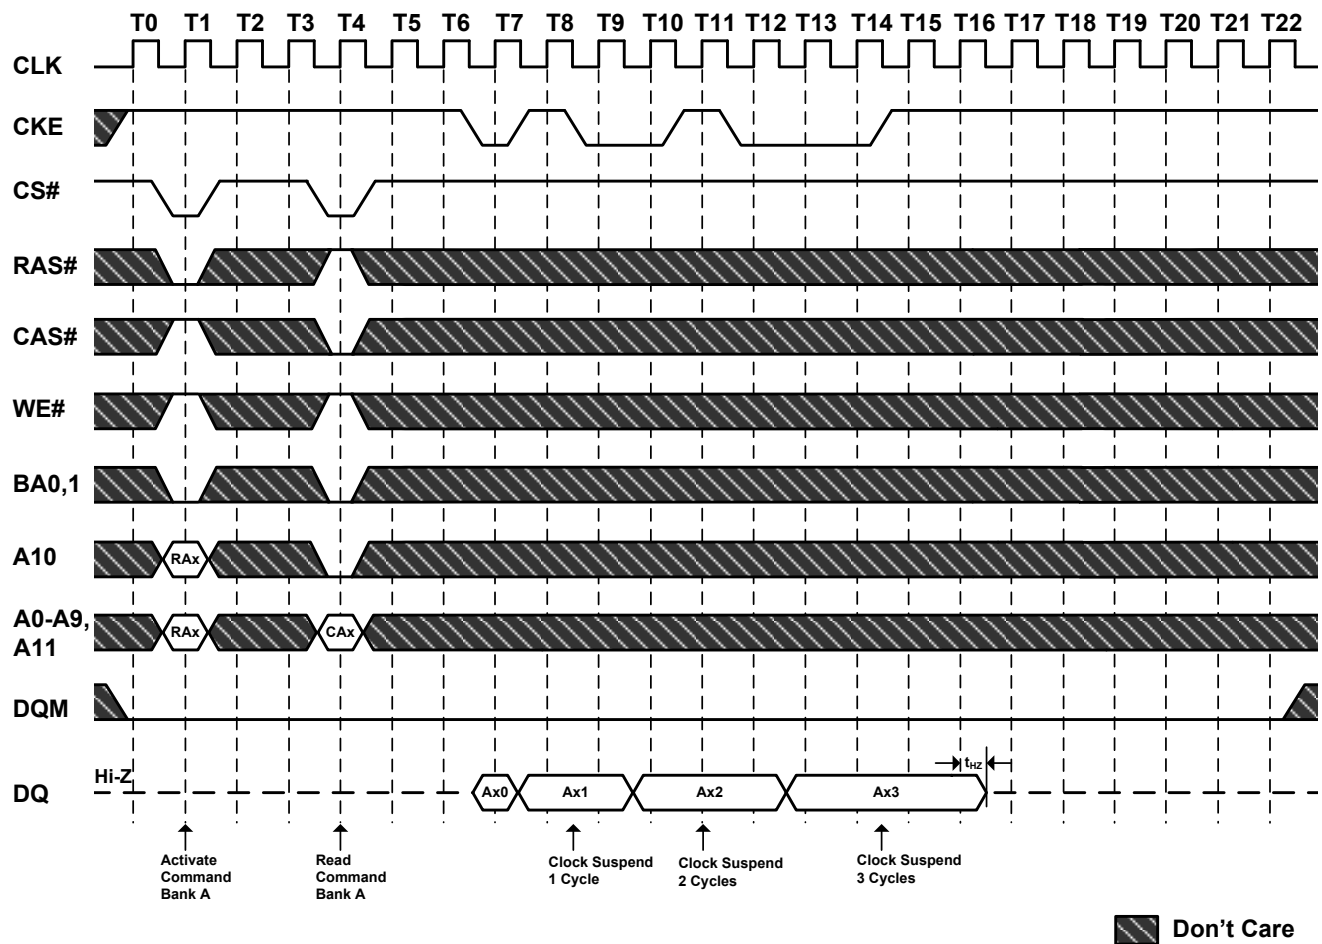 T0 T1 T2 T3 T4 T5 T6 T7 T8 T9 T10 T11 T12 T13 T14 T15 T16 T17 T18 T19 T20 T21 T22
CLK
CKE
CS#
RAS#
CAS#
WE#
BA0,1
A10 RAx
A0-A9,
A11
RAx CAx
DQM
Hi-Z
tHZ
DQ Ax0 Ax1 Ax2 Ax3
Activate
Command
Bank A
Read
Command
Bank A
Clock Suspend
1 Cycle
Clock Suspend
2 Cycles
Clock Suspend
3 Cycles
Don't Care